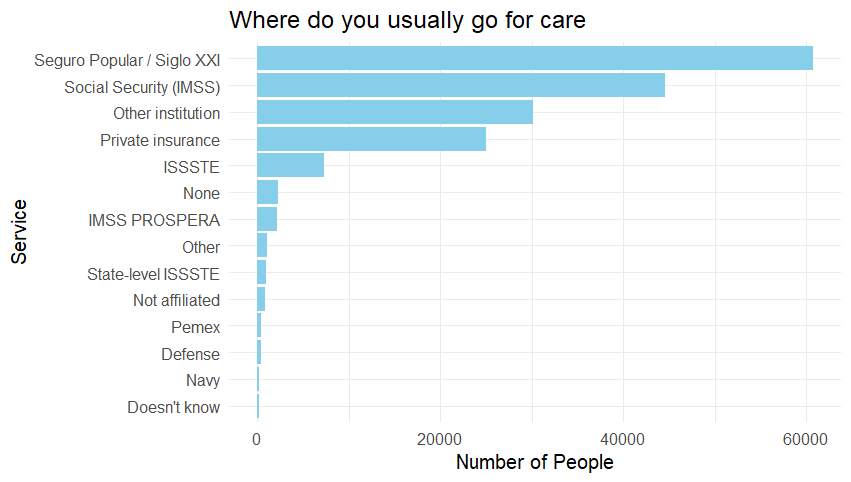 Where do you usually go for care
Seguro Popular / Siglo XXI
Social Security (IMSS)
Other institution
Private insurance
ISSSTE
None
IMSS PROSPERA
Other
State-level ISSSTE
Not affiliated
Pemex
Defense
Navy
Doesn't know
Service
0 20000 40000 60000
Number of People